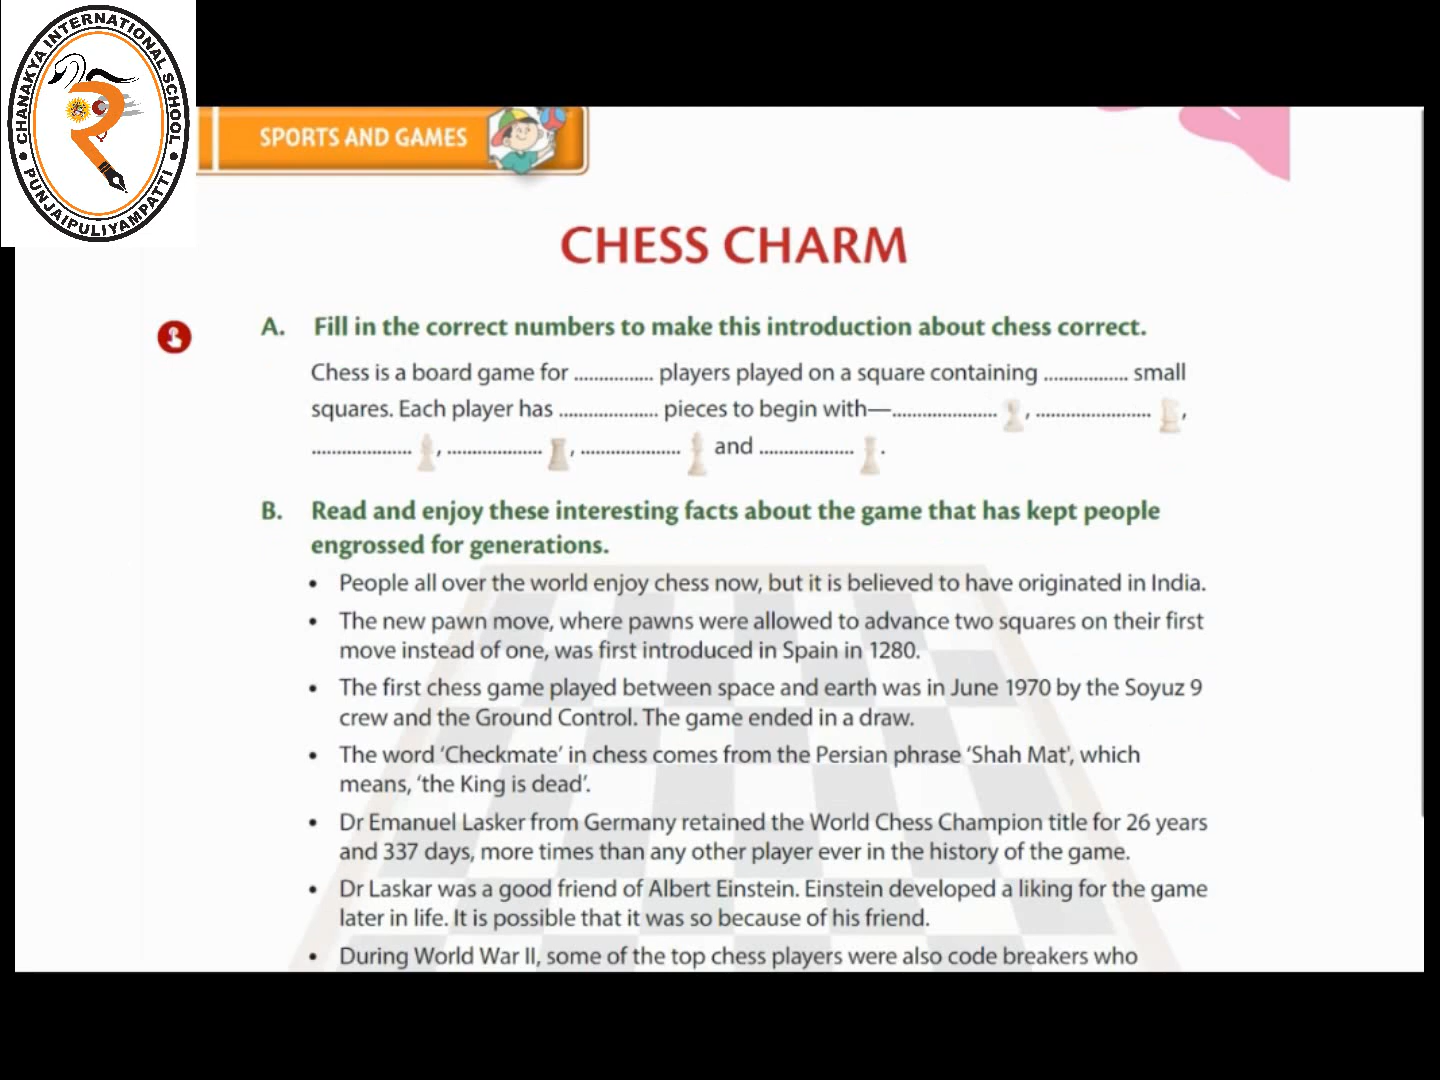 CHANAKYA INTERNATIONAL SCHOOL
PUNJAIPULIYAMPATTI
SPORTS AND GAMES
CHESS CHARM
A. Fill in the correct numbers to make this introduction about chess correct.
Chess is a board game for ................ players played on a square containing ................. small
squares. Each player has .................... pieces to begin with—..................... , ....................... ,
.................... , ................... , .................... and ................... .
B. Read and enjoy these interesting facts about the game that has kept people
engrossed for generations.
• People all over the world enjoy chess now, but it is believed to have originated in India.
• The new pawn move, where pawns were allowed to advance two squares on their first
move instead of one, was first introduced in Spain in 1280.
• The first chess game played between space and earth was in June 1970 by the Soyuz 9
crew and the Ground Control. The game ended in a draw.
• The word ‘Checkmate’ in chess comes from the Persian phrase ‘Shah Mat', which
means, ‘the King is dead’.
• Dr Emanuel Lasker from Germany retained the World Chess Champion title for 26 years
and 337 days, more times than any other player ever in the history of the game.
• Dr Laskar was a good friend of Albert Einstein. Einstein developed a liking for the game
later in life. It is possible that it was so because of his friend.
• During World War II, some of the top chess players were also code breakers who